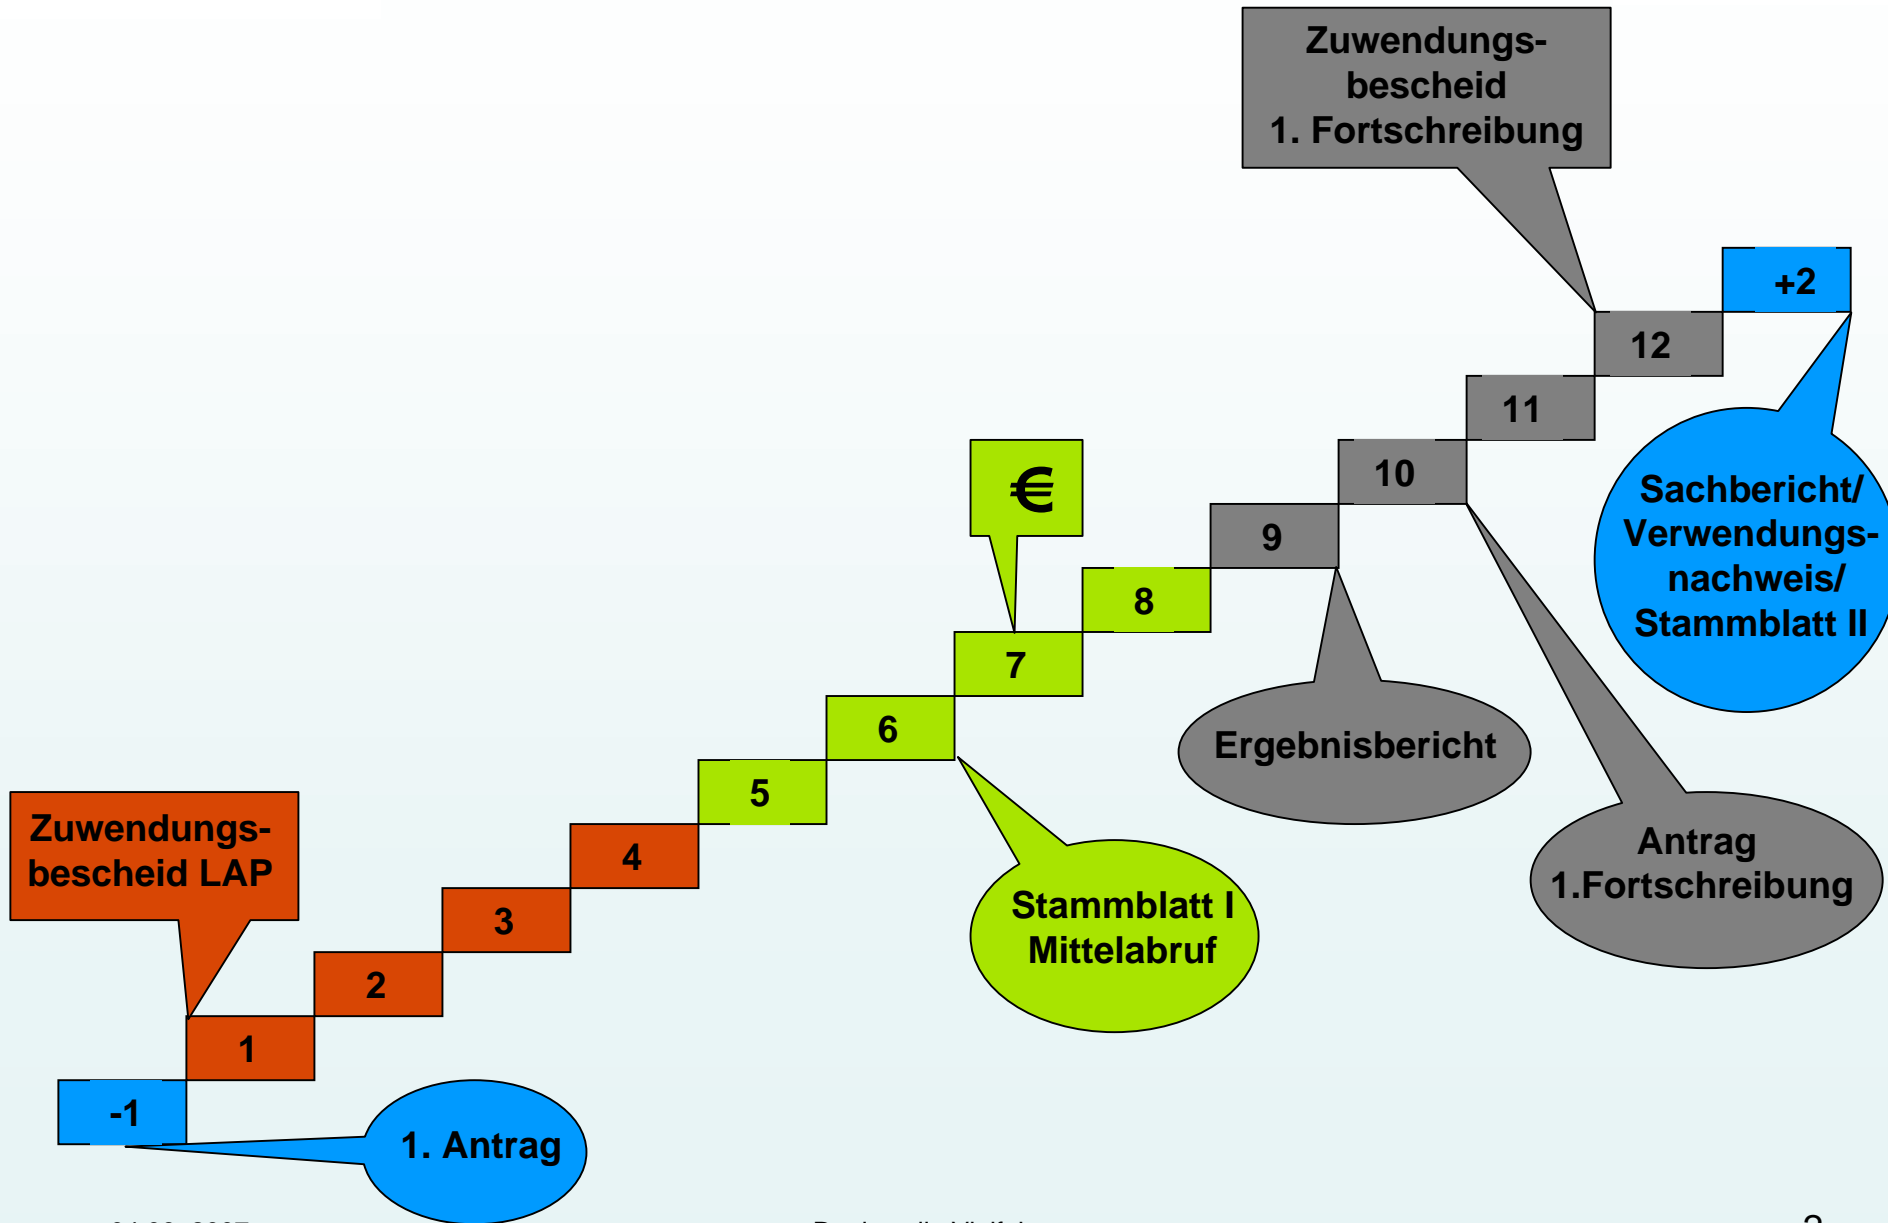 Zuwendungs-
bescheid
1. Fortschreibung
+2
12
11
10
€
9
Sachbericht/
Verwendungs-
nachweis/
Stammblatt II
8
7
6
Ergebnisbericht
5
Zuwendungs-
bescheid LAP
4
Antrag
1.Fortschreibung
3
Stammblatt I
Mittelabruf
2
1
-1
1. Antrag